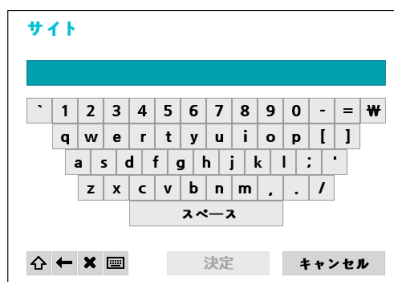 サイト
` 1 2 3 4 5 6 7 8 9 0 - = ₩
q w e r t y u i o p [ ]
a s d f g h j k l ; '
z x c v b n m , . /
スペース
決定 キャンセル